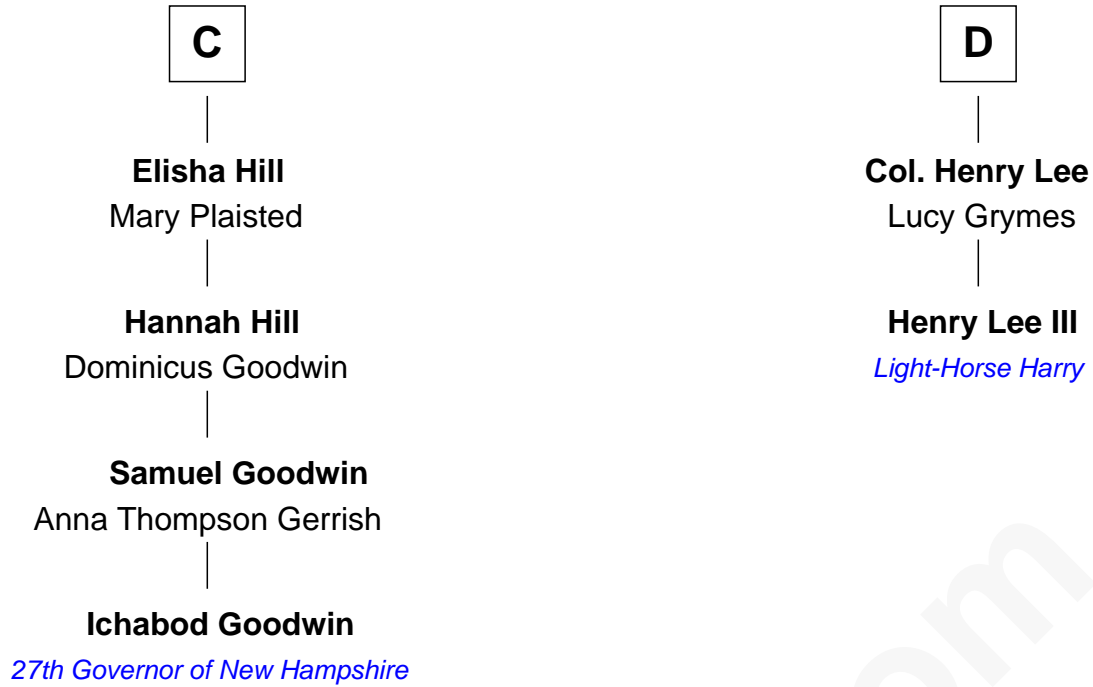 C
Elisha Hill
Mary Plaisted
Hannah Hill
Dominicus Goodwin
Samuel Goodwin
Anna Thompson Gerrish
Ichabod Goodwin
27th Governor of New Hampshire
D
Col. Henry Lee
Lucy Grymes
Henry Lee III
Light-Horse Harry
om